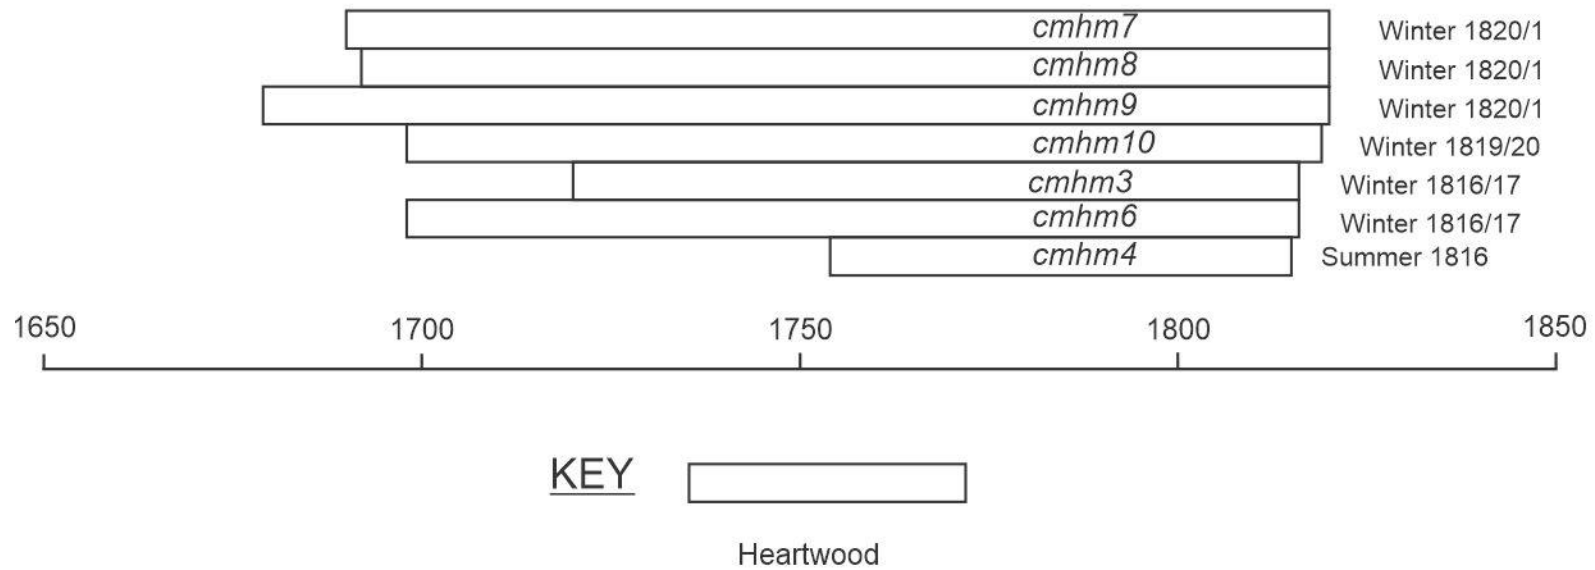 cmhm7 Winter 1820/1
cmhm8 Winter 1820/1
cmhm9 Winter 1820/1
cmhm10 Winter 1819/20
cmhm3 Winter 1816/17
cmhm6 Winter 1816/17
cmhm4 Summer 1816
1650 1700 1750 1800 1850
KEY
Heartwood